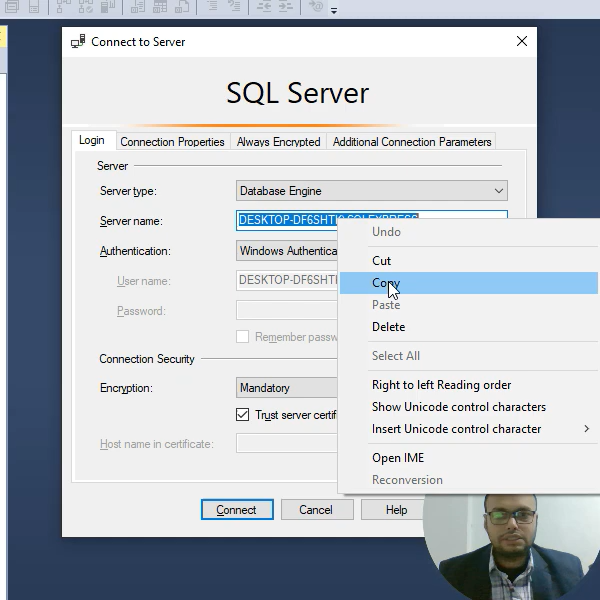 Connect to Server
SQL Server
Login
Connection Properties
Always Encrypted
Additional Connection Parameters
Server
Server type:
Database Engine
Server name:
Authentication:
Windows Authentica
User name:
DESKTOP-DF6SHTI
Password:
Remember passw
Connection Security
Encryption:
Mandatory
Trust server certif
Host name in certificate:
Connect
Cancel
Help
Undo
Cut
Copy
Paste
Delete
Select All
Right to left Reading order
Show Unicode control characters
Insert Unicode control character
Open IME
Reconversion